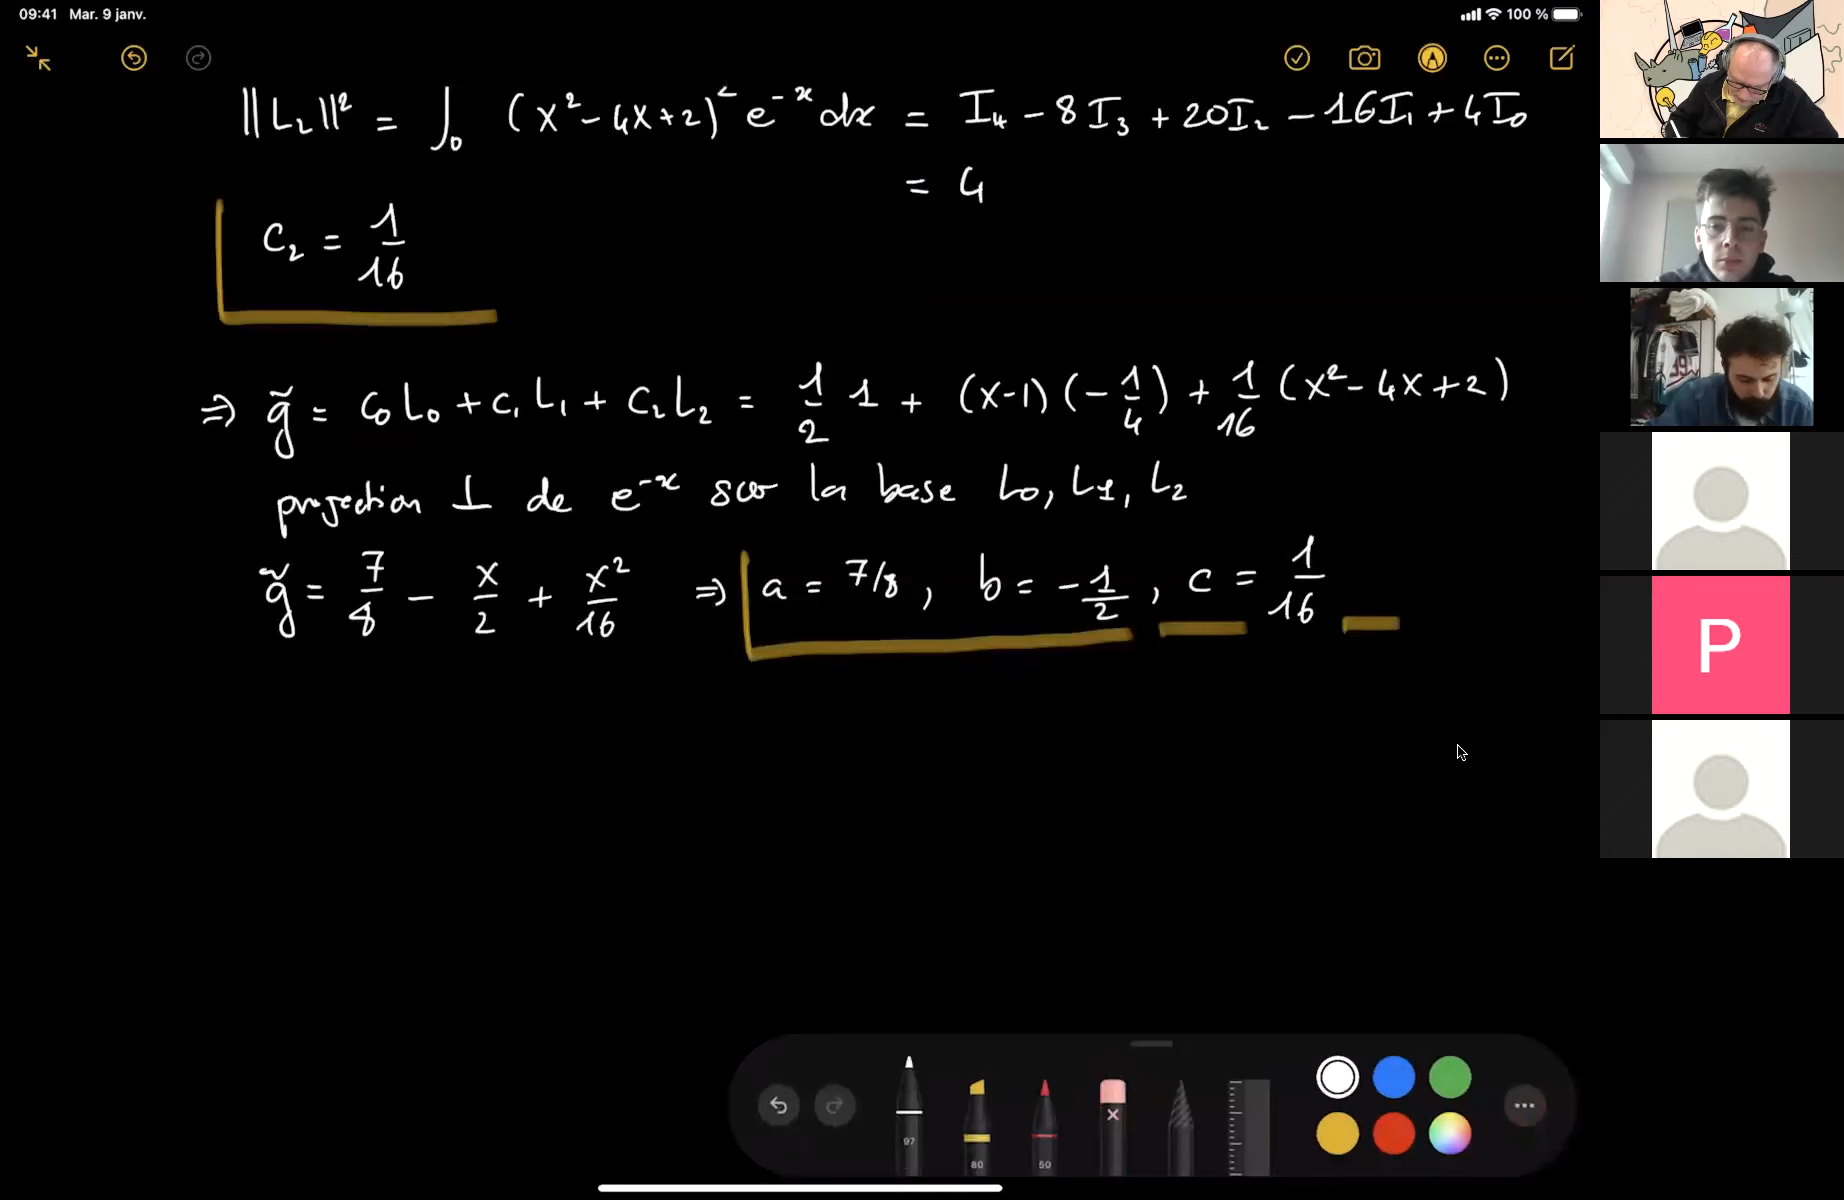 09:41 Mar. 9 janv. 100 %
||L₂||² = ∫₀ (x² - 4x + 2)² e⁻ˣ dx = I₄ - 8 I₃ + 20 I₂ - 16 I₁ + 4 I₀
= 4
C₂ = 1/16
⇒ g̃ = C₀ L₀ + C₁ L₁ + C₂ L₂ = 1/2 1 + (x-1) (-1/4) + 1/16 (x² - 4x + 2)
projection ⊥ de e⁻ˣ sur la base L₀, L₁, L₂
g̃ = 7/8 - x/2 + x²/16 ⇒ a = 7/8, b = -1/2, c = 1/16
P
97
80
50